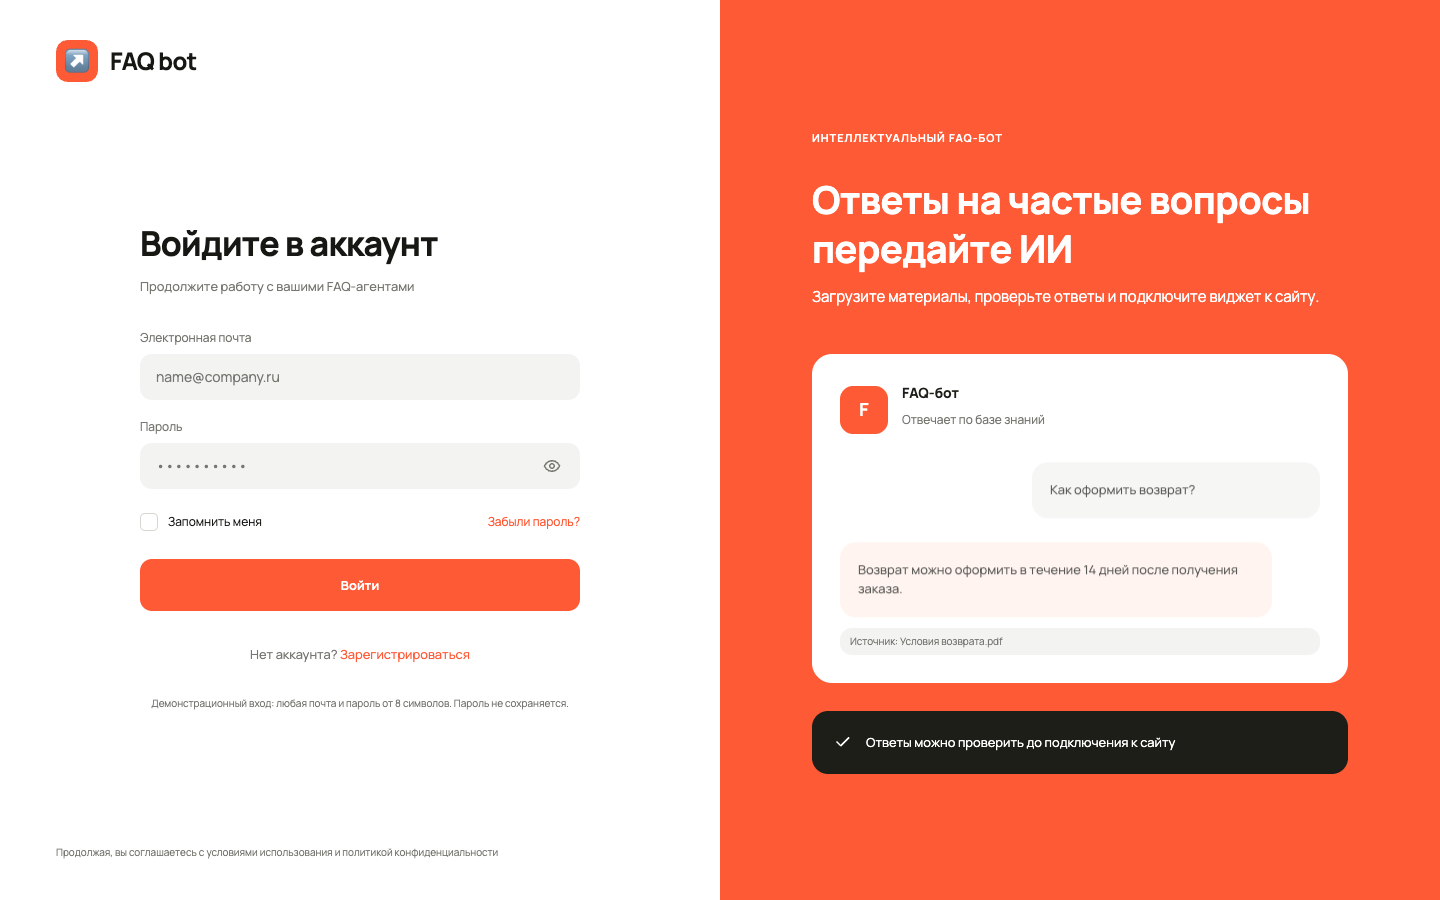 FAQ bot
Войдите в аккаунт
Продолжите работу с вашими FAQ-агентами
Электронная почта
name@company.ru
Пароль
••••••••••
Запомнить меня
Забыли пароль?
Войти
Нет аккаунта? Зарегистрироваться
Демонстрационный вход: любая почта и пароль от 8 символов. Пароль не сохраняется.
Продолжая, вы соглашаетесь с условиями использования и политикой конфиденциальности
ИНТЕЛЛЕКТУАЛЬНЫЙ FAQ-БОТ
Ответы на частые вопросы
передайте ИИ
Загрузите материалы, проверьте ответы и подключите виджет к сайту.
F
FAQ-бот
Отвечает по базе знаний
Как оформить возврат?
Возврат можно оформить в течение 14 дней после получения
заказа.
Источник: Условия возврата.pdf
Ответы можно проверить до подключения к сайту